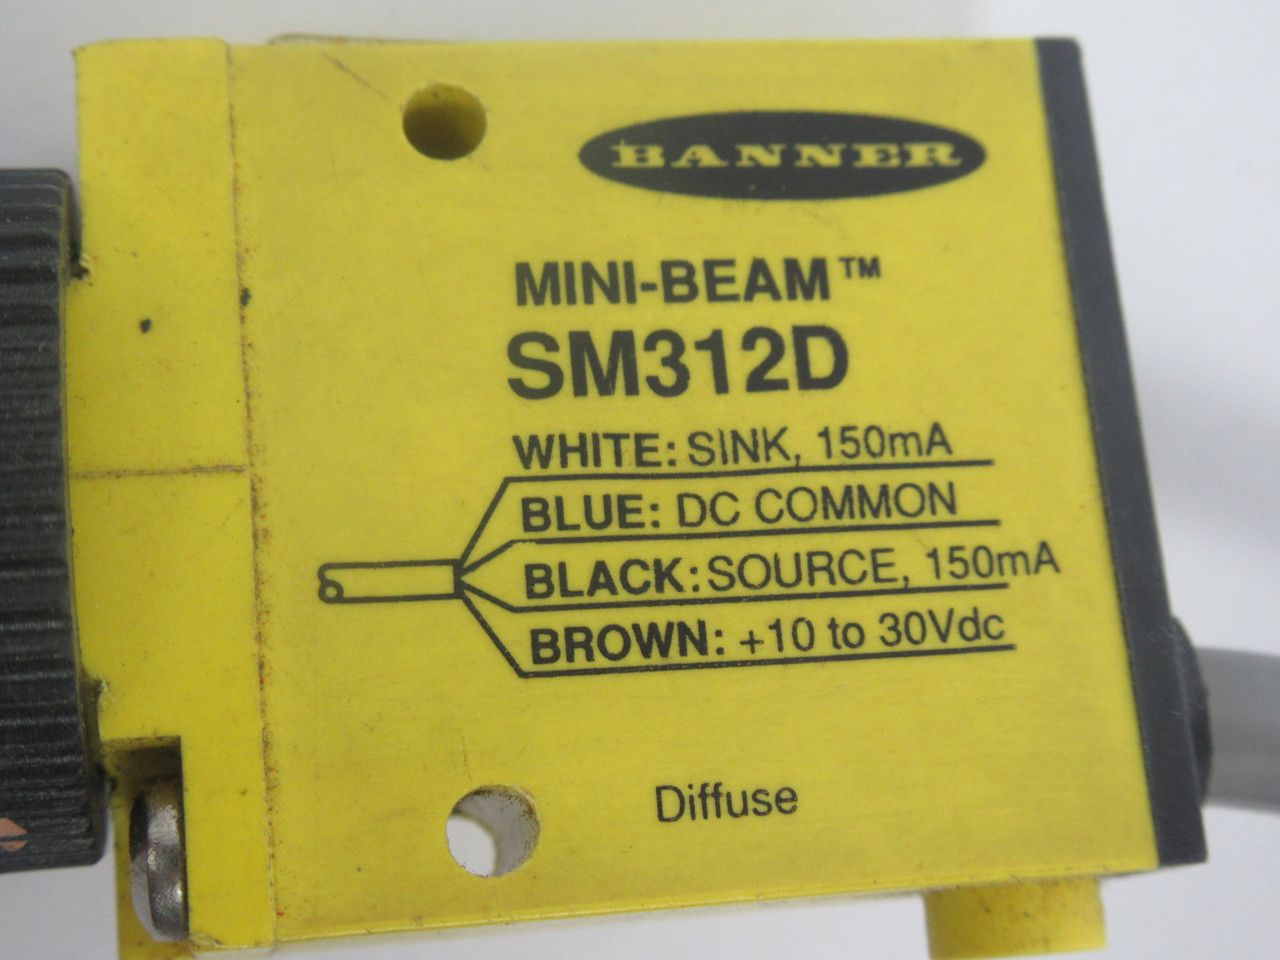 BANNER
MINI-BEAM™
SM312D
WHITE: SINK, 150mA
BLUE: DC COMMON
BLACK: SOURCE, 150mA
BROWN: +10 to 30Vdc
Diffuse